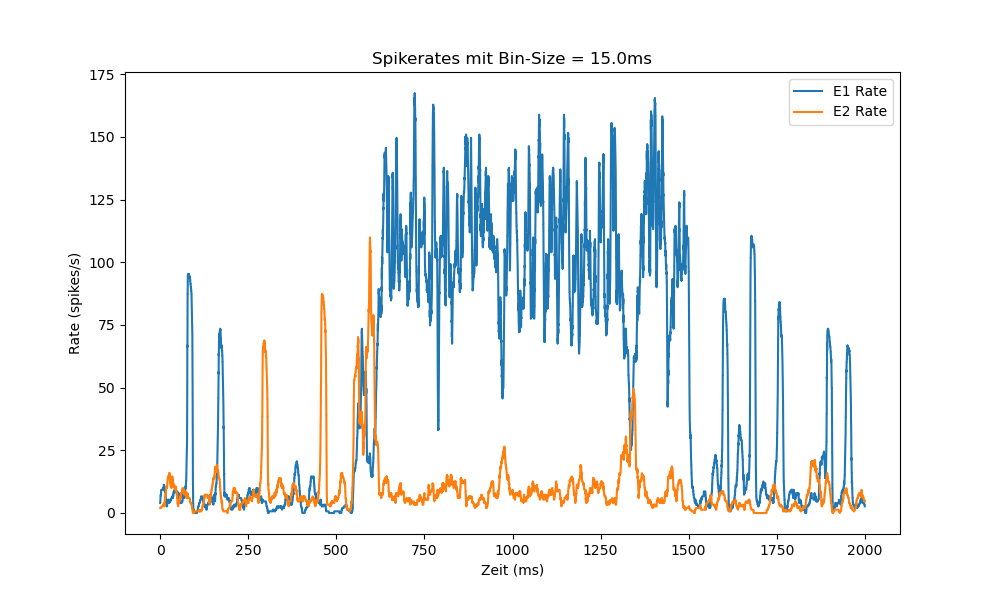 Spikerates mit Bin-Size = 15.0ms
E1 Rate
E2 Rate
Rate (spikes/s)
175
150
125
100
75
50
25
0
0 250 500 750 1000 1250 1500 1750 2000
Zeit (ms)